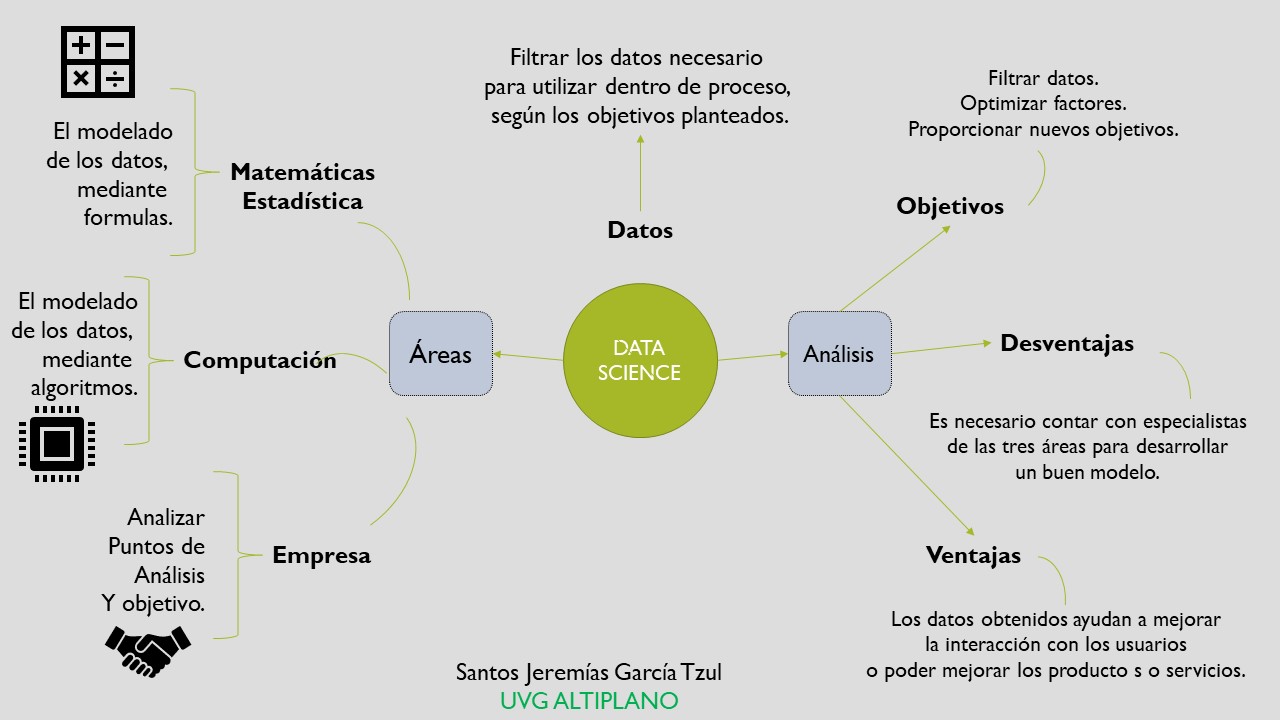 El modelado
de los datos,
mediante
formulas.
Matemáticas
Estadística
El modelado
de los datos,
mediante
algoritmos.
Computación
Analizar
Puntos de
Análisis
Y objetivo.
Empresa
Áreas
Filtrar los datos necesario
para utilizar dentro de proceso,
según los objetivos planteados.
Datos
DATA
SCIENCE
Análisis
Filtrar datos.
Optimizar factores.
Proporcionar nuevos objetivos.
Objetivos
Desventajas
Es necesario contar con especialistas
de las tres áreas para desarrollar
un buen modelo.
Ventajas
Los datos obtenidos ayudan a mejorar
la interacción con los usuarios
o poder mejorar los producto s o servicios.
Santos Jeremías García Tzul
UVG ALTIPLANO